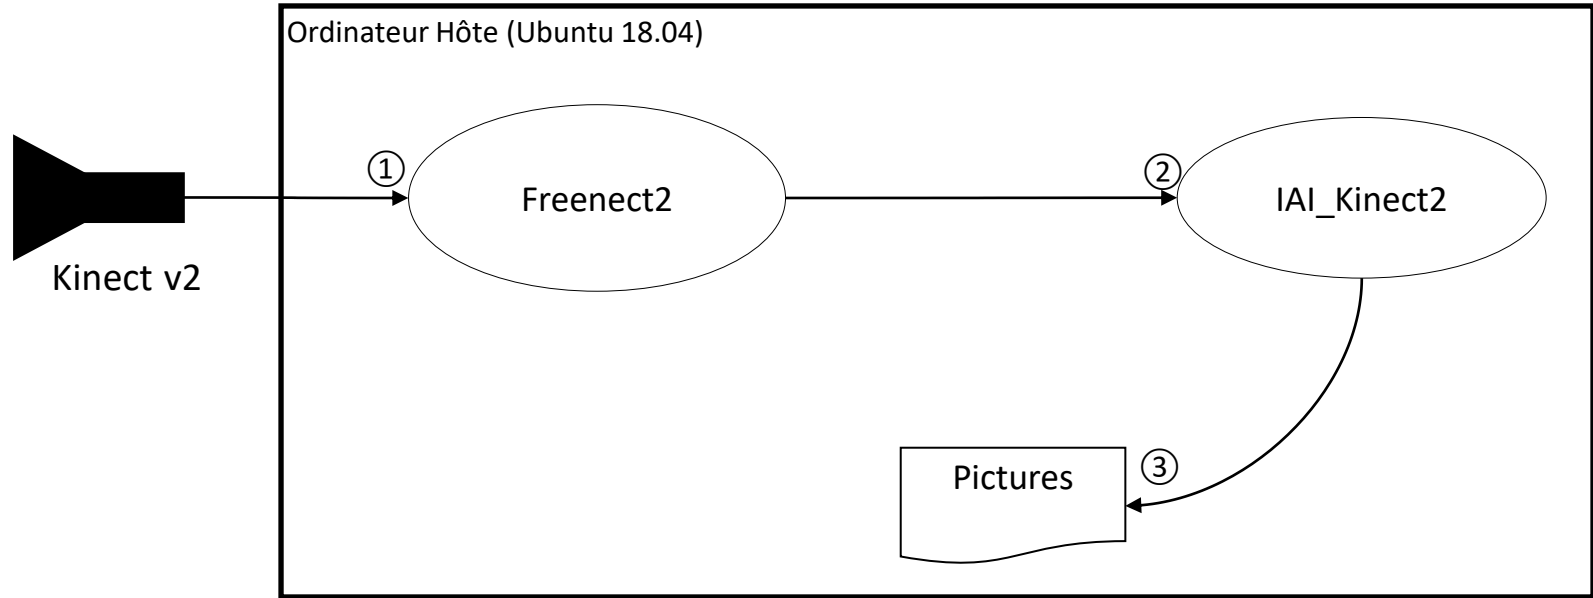 Ordinateur Hôte (Ubuntu 18.04)
①
②
Freenect2
IAI_Kinect2
Kinect v2
Pictures
③